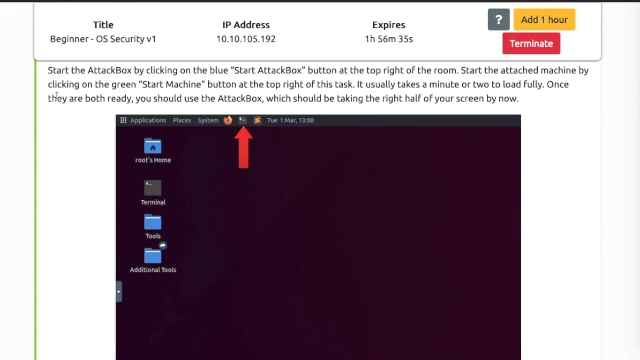 Title IP Address Expires
? Add 1 hour
Beginner - OS Security v1 10.10.105.192 1h 56m 35s
Terminate
Start the AttackBox by clicking on the blue “Start AttackBox” button at the top right of the room. Start the attached machine by
clicking on the green “Start Machine” button at the top right of this task. It usually takes a minute or two to load fully. Once
they are both ready, you should use the AttackBox, which should be taking the right half of your screen by now.
Applications Places System Tue 1 Mar, 13:00
root's Home
Terminal
Tools
Additional Tools